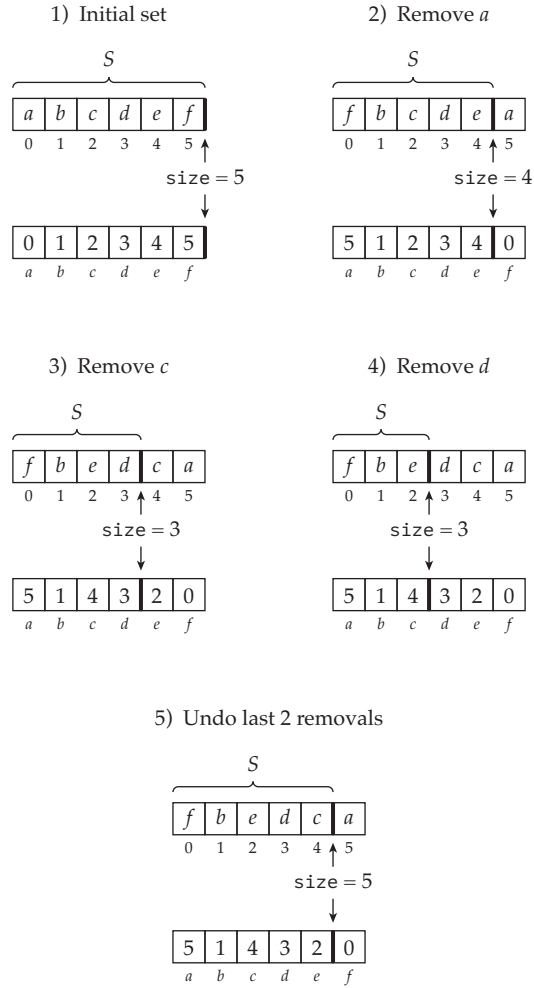 1) Initial set
S
a b c d e f
0 1 2 3 4 5
size = 5
0 1 2 3 4 5
a b c d e f
2) Remove a
S
f b c d e a
0 1 2 3 4 5
size = 4
5 1 2 3 4 0
a b c d e f
3) Remove c
S
f b e d c a
0 1 2 3 4 5
size = 3
5 1 4 3 2 0
a b c d e f
4) Remove d
S
f b e d c a
0 1 2 3 4 5
size = 3
5 1 4 3 2 0
a b c d e f
5) Undo last 2 removals
S
f b e d c a
0 1 2 3 4 5
size = 5
5 1 4 3 2 0
a b c d e f